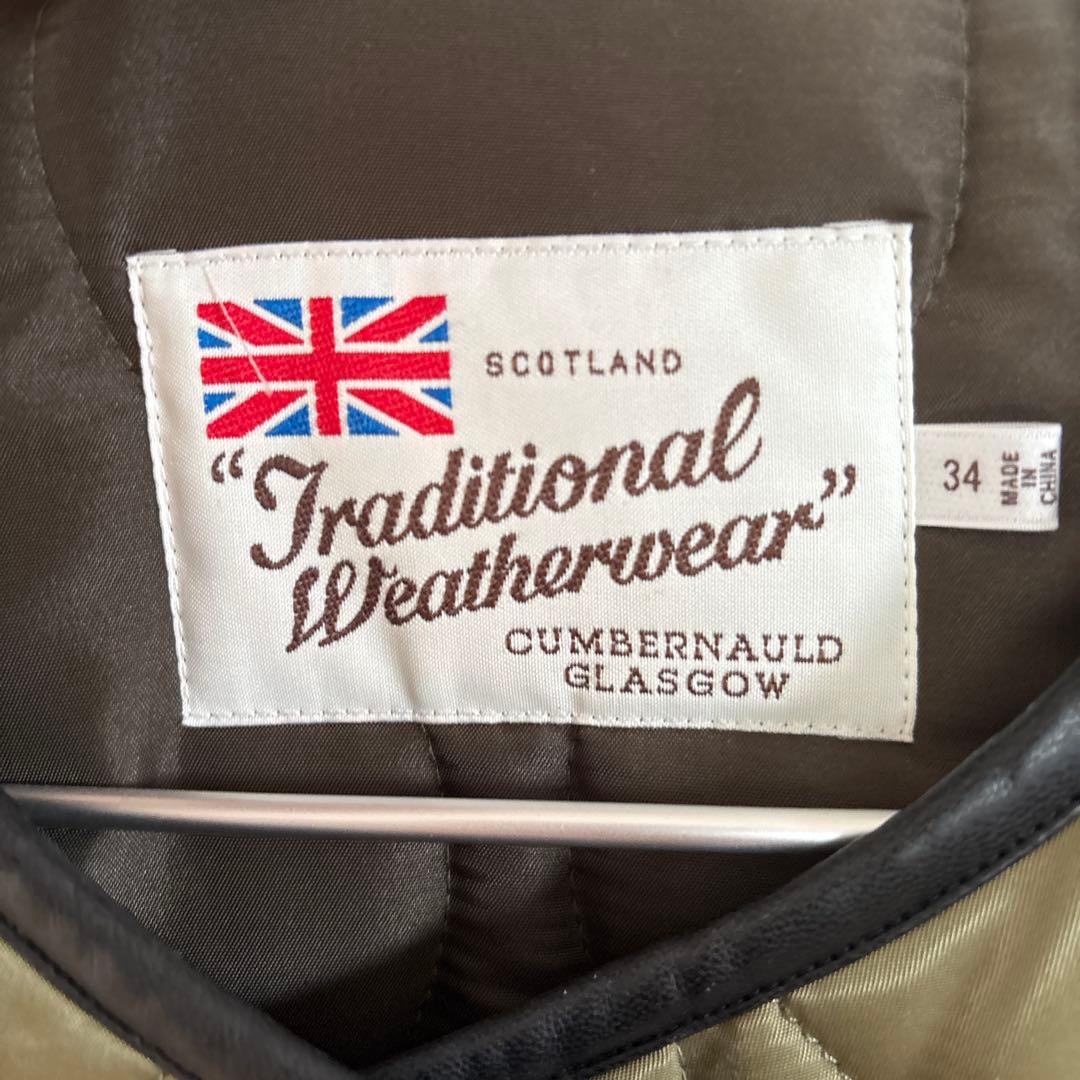 SCOTLAND
“Traditional
Weatherwear”
CUMBERNAULD
GLASGOW
34
MADE
IN
CHINA